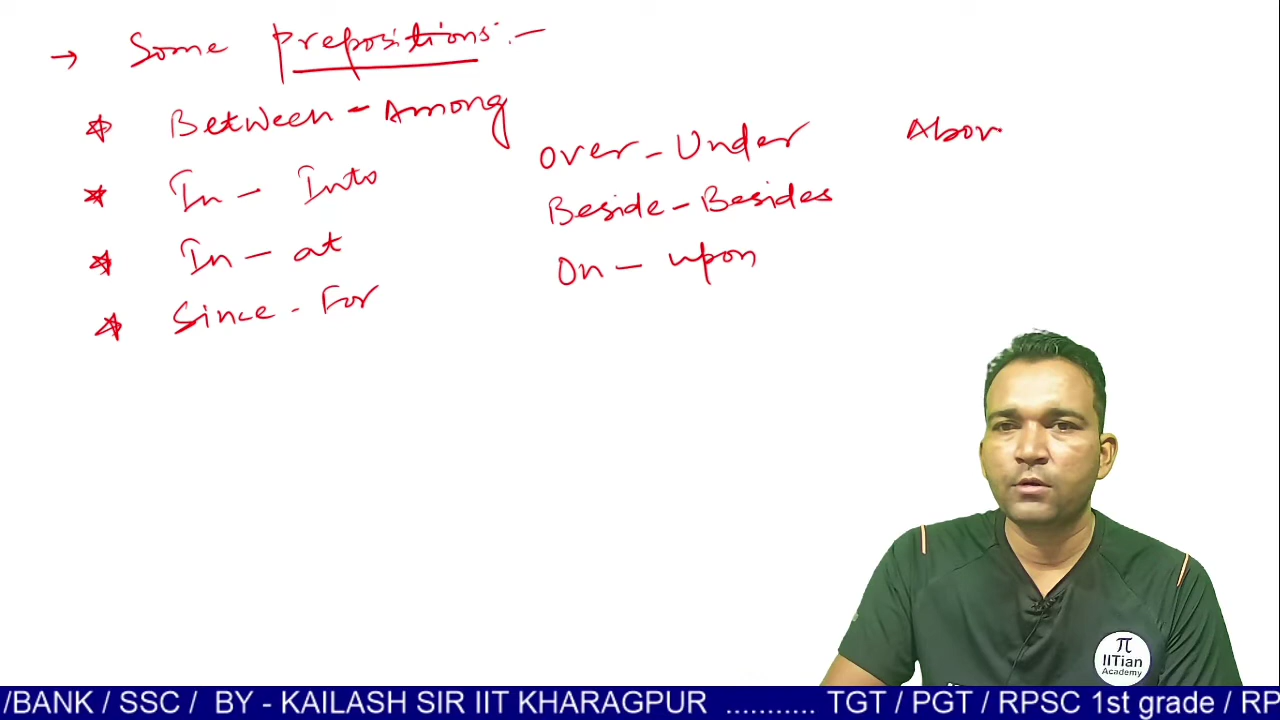 → Some prepositions:-
☆ Between - Among
☆ In - Into
☆ In - at
☆ Since - For
Over - Under
Beside - Besides
On - upon
Abov
π
IITian
Academy
/BANK / SSC / BY - KAILASH SIR IIT KHARAGPUR ........... TGT / PGT / RPSC 1st grade / RP